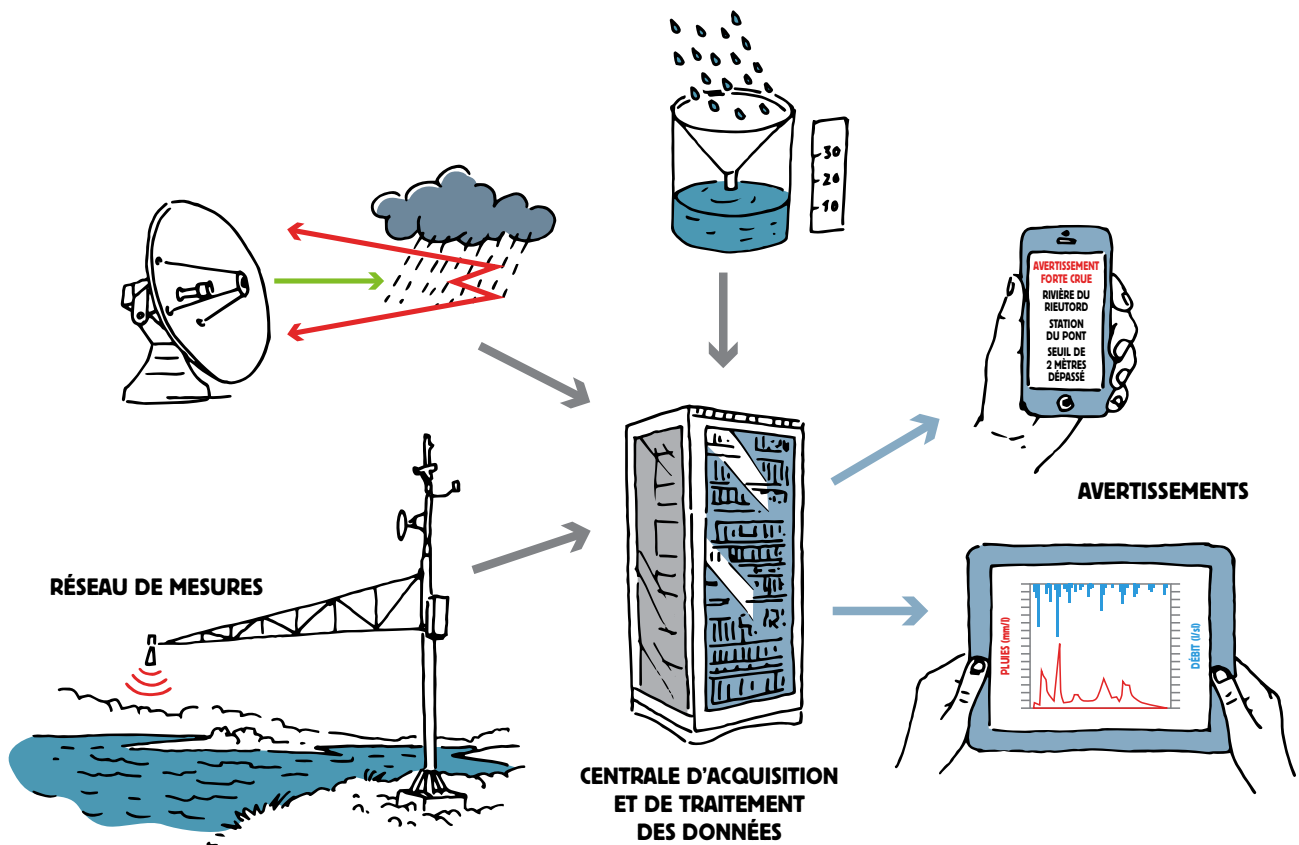 30
20
10
AVERTISSEMENT
FORTE CRUE
RIVIÈRE DU
RIEUTORD
STATION
DU PONT
SEUIL DE
2 MÈTRES
DÉPASSÉ
AVERTISSEMENTS
RÉSEAU DE MESURES
PLUIES (mm/l)
DÉBIT (l/sl)
CENTRALE D'ACQUISITION
ET DE TRAITEMENT
DES DONNÉES